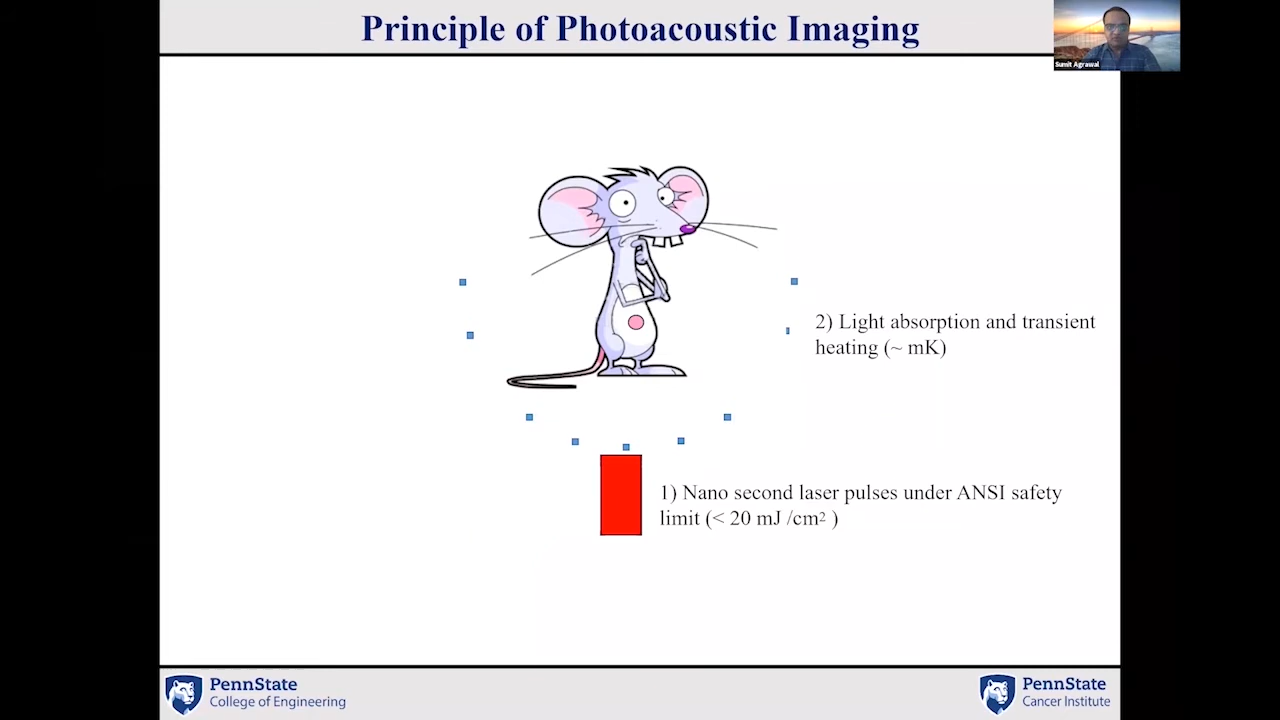 Principle of Photoacoustic Imaging
Sumit Agrawal
2) Light absorption and transient
heating (~ mK)
1) Nano second laser pulses under ANSI safety
limit (< 20 mJ /cm² )
PennState
College of Engineering
PennState
Cancer Institute